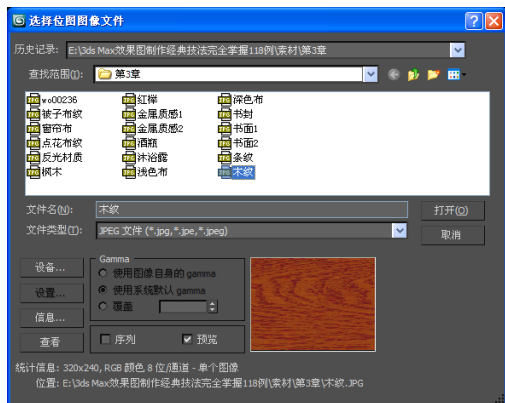 选择位图图像文件
历史记录: E:\3ds Max效果图制作经典技法完全掌握118例\素材\第3章
查找范围(I): 第3章
wo00236 红榉 深色布
被子布纹 金属质感1 书封
窗帘布 金属质感2 书面1
点花布纹 酒瓶 书面2
反光材质 沐浴露 条纹
枫木 浅色布 木纹
文件名(N): 木纹 打开(O)
文件类型(T): JPEG 文件 (*.jpg,*.jpe,*.jpeg) 取消
设备... Gamma
使用图像自身的 gamma
设置... 使用系统默认 gamma
覆盖
信息...
查看 序列 预览
统计信息: 320x240, RGB 颜色 8 位/通道 - 单个图像
位置: E:\3ds Max效果图制作经典技法完全掌握118例\素材\第3章\木纹.JPG